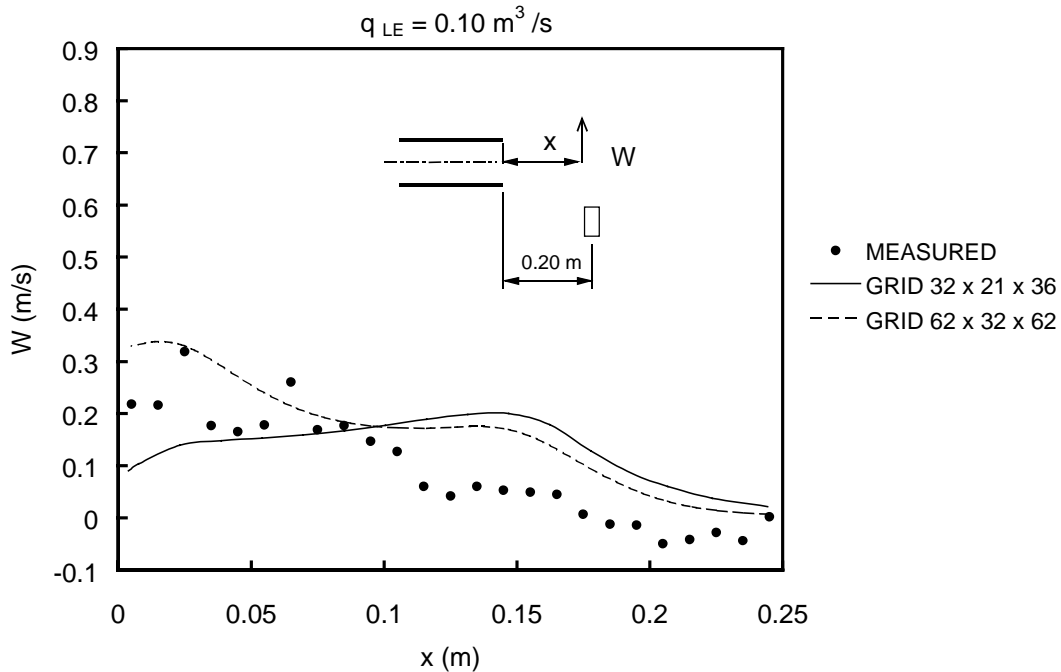 q LE = 0.10 m3 /s
0.9
0.8
0.7
0.6
0.5
0.4
0.3
0.2
0.1
0
-0.1
W (m/s)
x
W
0.20 m
MEASURED
GRID 32 x 21 x 36
GRID 62 x 32 x 62
0
0.05
0.1
0.15
0.2
0.25
x (m)